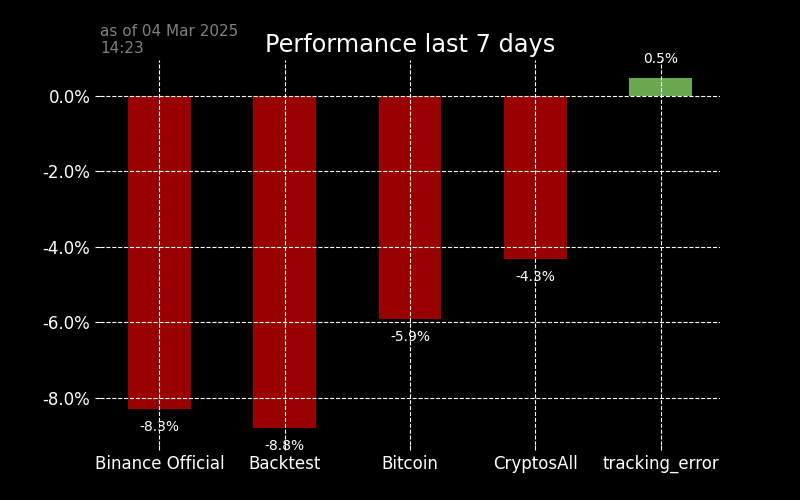 as of 04 Mar 2025
14:23
Performance last 7 days
0.5%
0.0%
-2.0%
-4.0%
-4.3%
-6.0%
-5.9%
-8.0%
-8.3%
-8.8%
Binance Official
Backtest
Bitcoin
CryptosAll
tracking_error